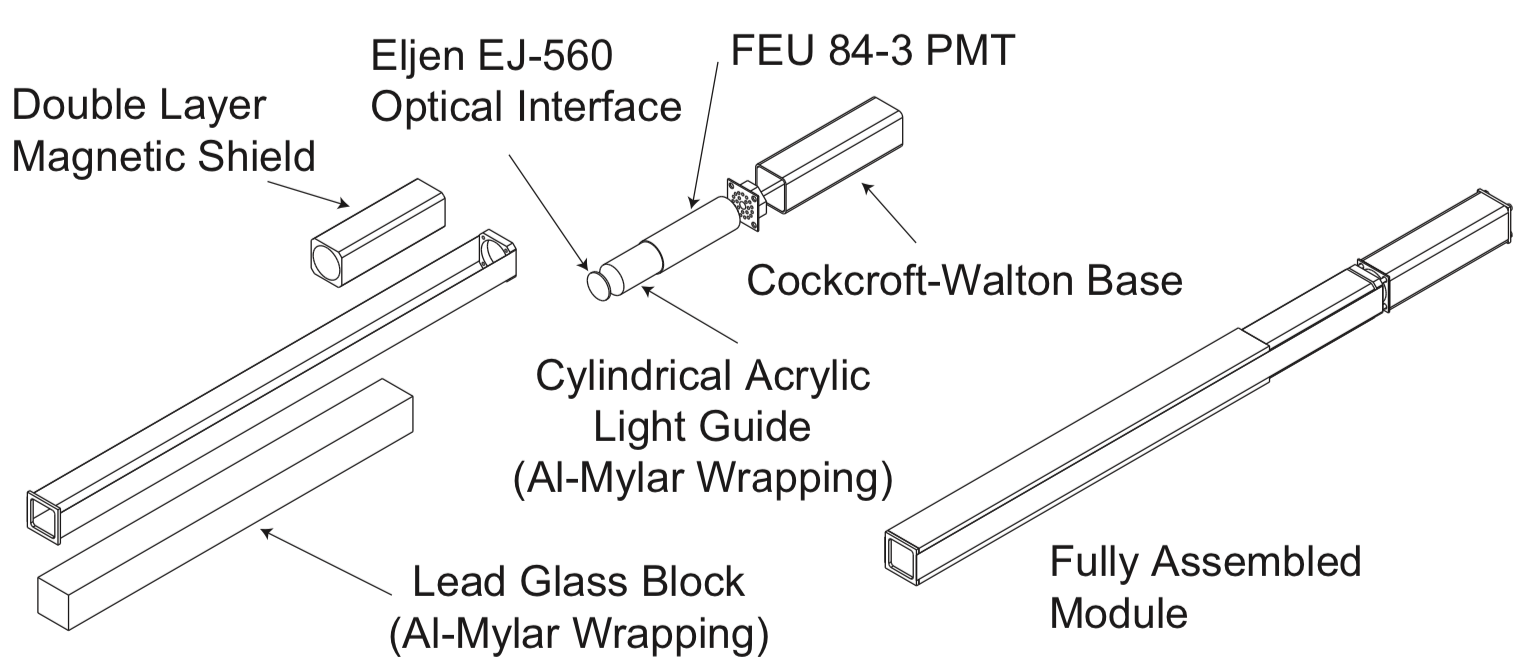 Eljen EJ-560
Optical Interface
FEU 84-3 PMT
Double Layer
Magnetic Shield
Cockcroft-Walton Base
Cylindrical Acrylic
Light Guide
(Al-Mylar Wrapping)
Lead Glass Block
(Al-Mylar Wrapping)
Fully Assembled
Module